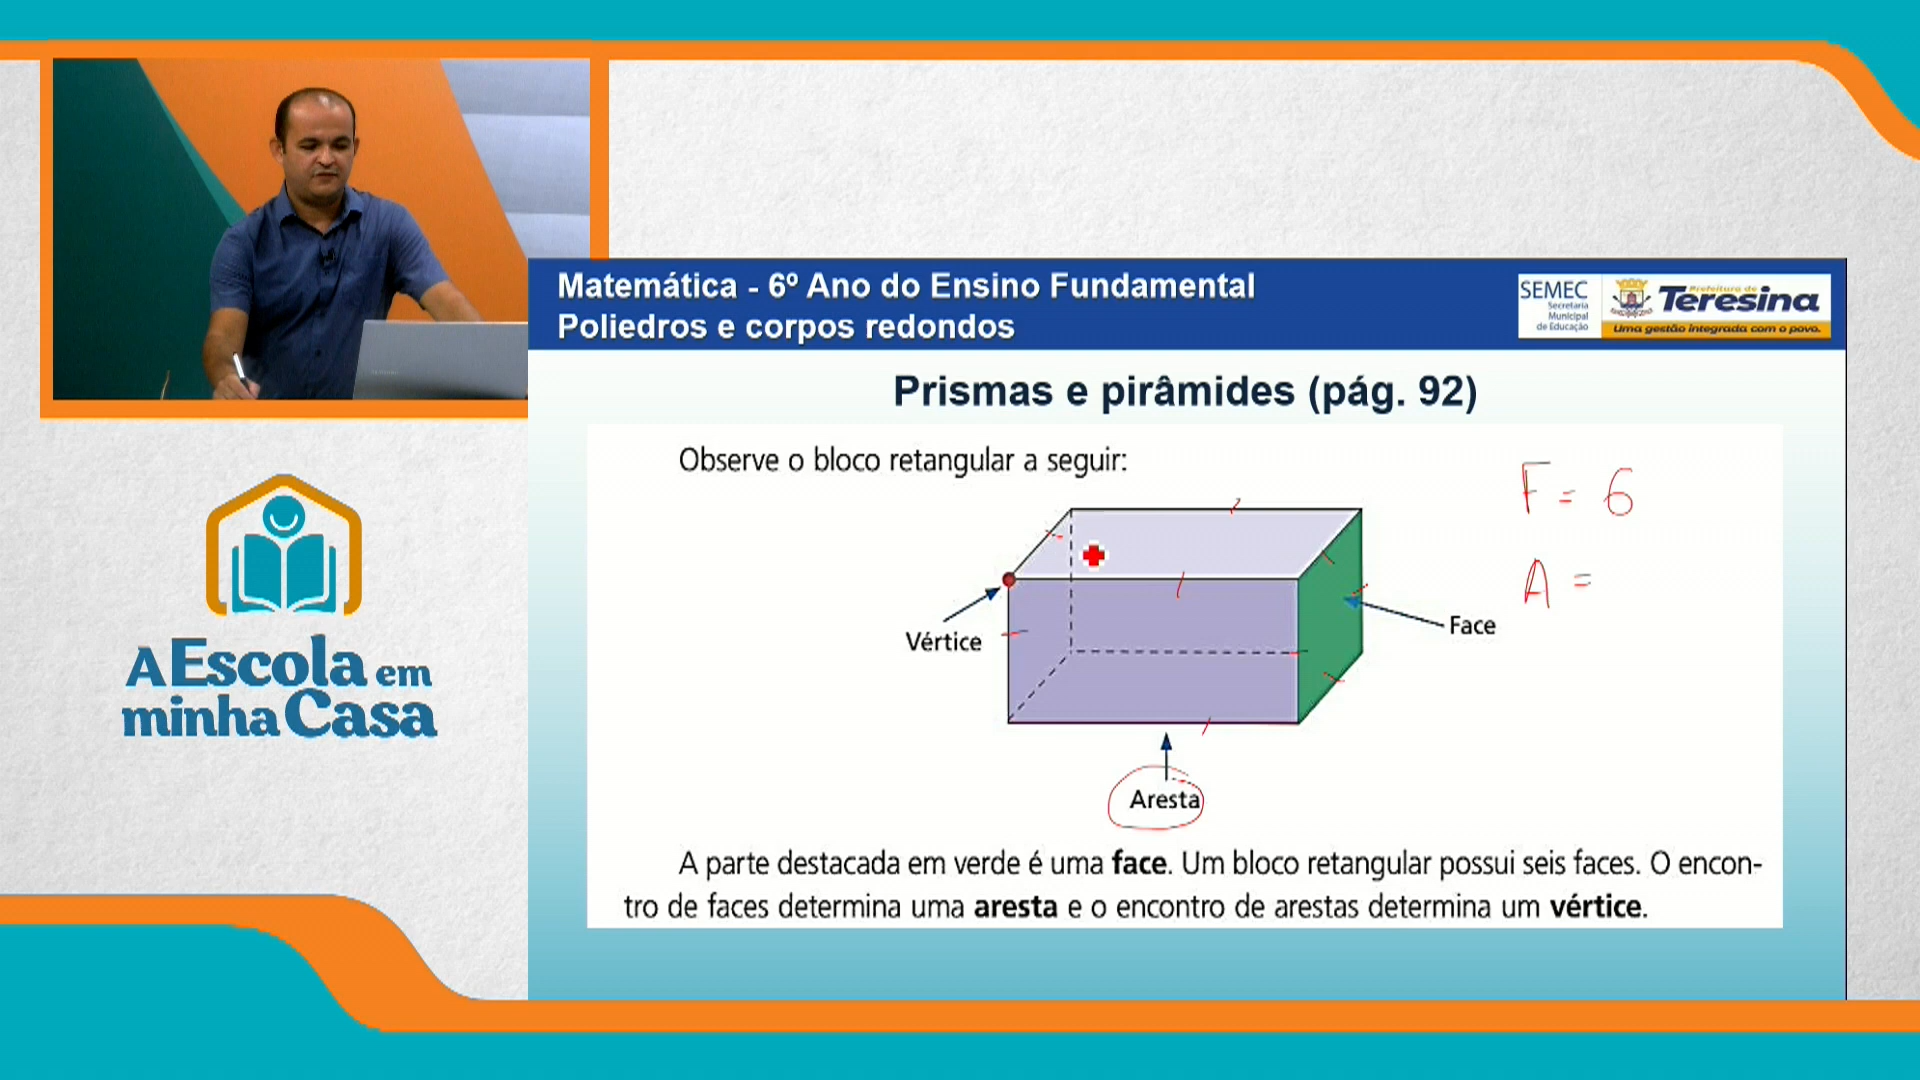 Matemática - 6º Ano do Ensino Fundamental
Poliedros e corpos redondos
SEMEC
Secretaria
Municipal
de Educação
Prefeitura de
Teresina
Uma gestão integrada com o povo.
Prismas e pirâmides (pág. 92)
Observe o bloco retangular a seguir:
F = 6
A =
Vértice
Face
Aresta
A parte destacada em verde é uma face. Um bloco retangular possui seis faces. O encon-
tro de faces determina uma aresta e o encontro de arestas determina um vértice.
A Escola em
minha Casa